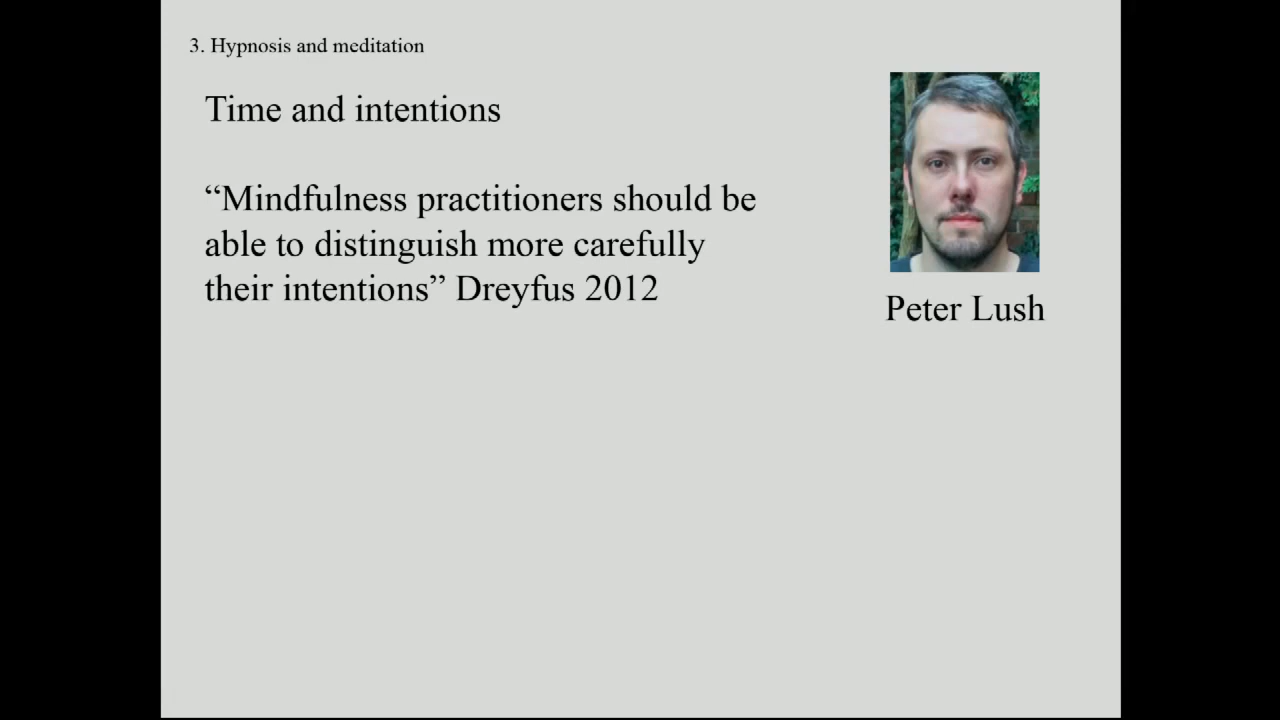 3. Hypnosis and meditation
Time and intentions
“Mindfulness practitioners should be
able to distinguish more carefully
their intentions” Dreyfus 2012
Peter Lush